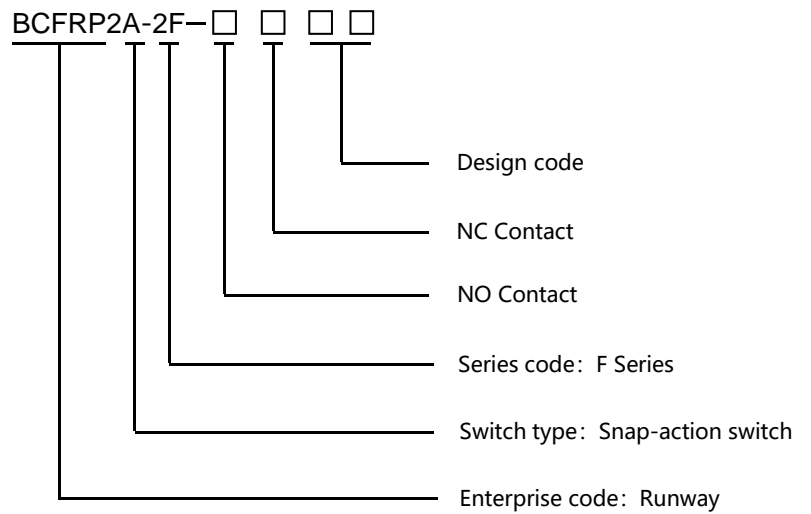 BCFRP2A-2F-□ □ □ □
Design code
NC Contact
NO Contact
Series code：F Series
Switch type：Snap-action switch
Enterprise code：Runway